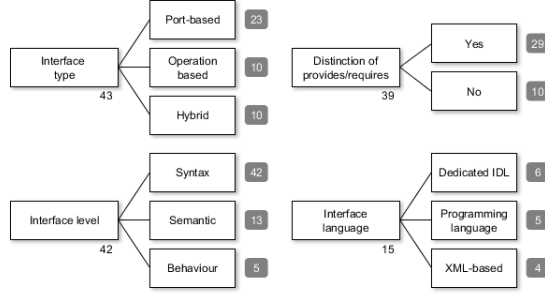 Port-based
23
Interface
type
43
Operation
based
10
Hybrid
10
Distinction of
provides/requires
39
Yes
29
No
10
Syntax
42
Interface level
42
Semantic
13
Behaviour
5
Dedicated IDL
6
Interface
language
15
Programming
language
5
XML-based
4